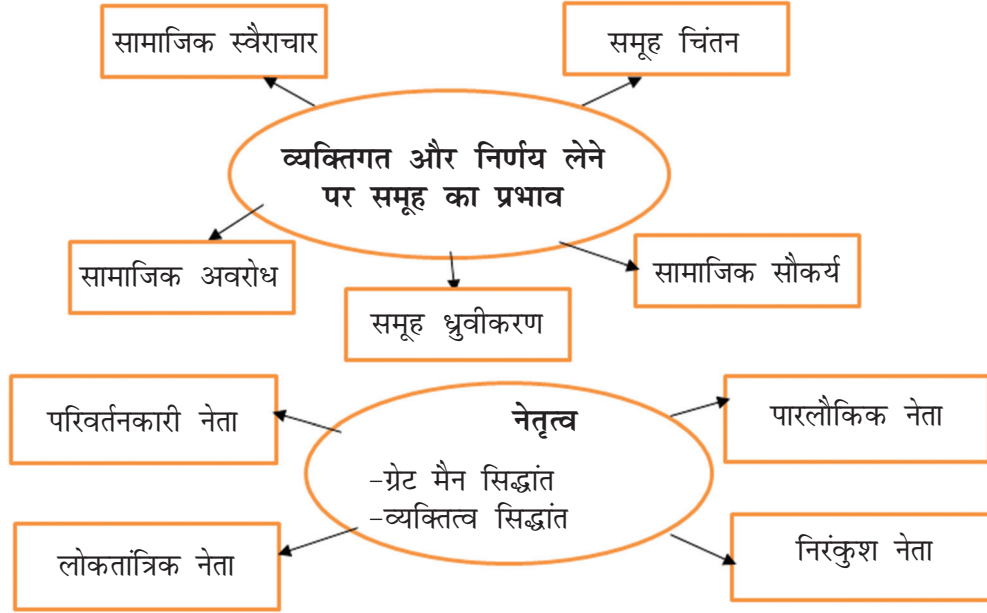 सामाजिक स्वैराचार
समूह चिंतन
व्यक्तिगत और निर्णय लेने
पर समूह का प्रभाव
सामाजिक अवरोध
सामाजिक सौकर्य
समूह ध्रुवीकरण
परिवर्तनकारी नेता
नेतृत्व
पारलौकिक नेता
-ग्रेट मैन सिद्धांत
-व्यक्तित्व सिद्धांत
लोकतांत्रिक नेता
निरंकुश नेता